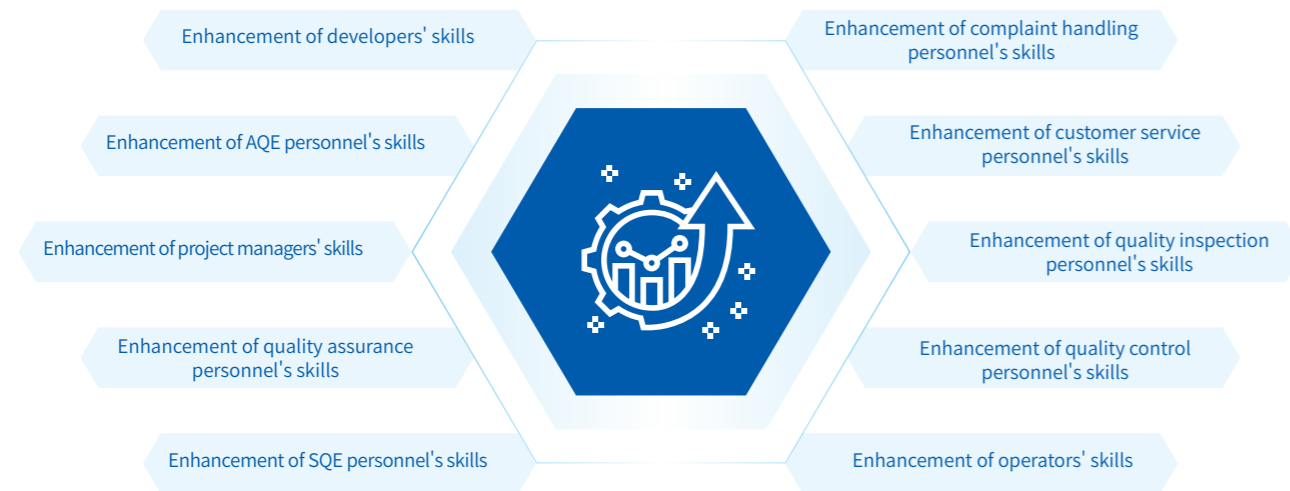 Enhancement of developers' skills
Enhancement of AQE personnel's skills
Enhancement of project managers' skills
Enhancement of quality assurance
personnel's skills
Enhancement of SQE personnel's skills
Enhancement of complaint handling
personnel's skills
Enhancement of customer service
personnel's skills
Enhancement of quality inspection
personnel's skills
Enhancement of quality control
personnel's skills
Enhancement of operators' skills